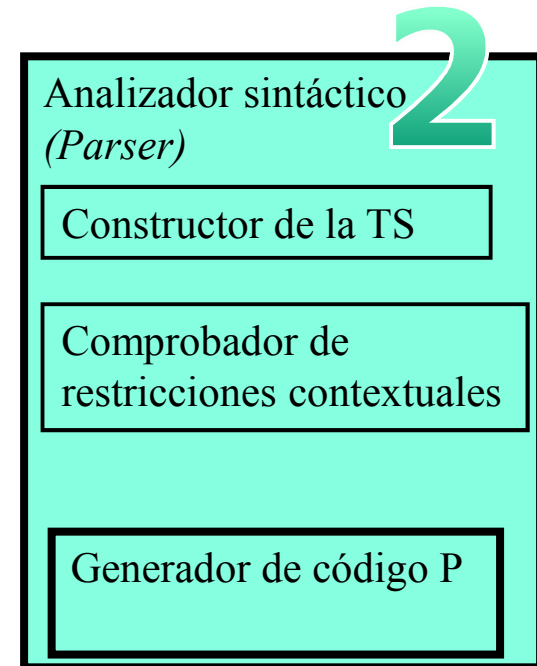 2
Analizador sintáctico
(Parser)
Constructor de la TS
Comprobador de
restricciones contextuales
Generador de código P